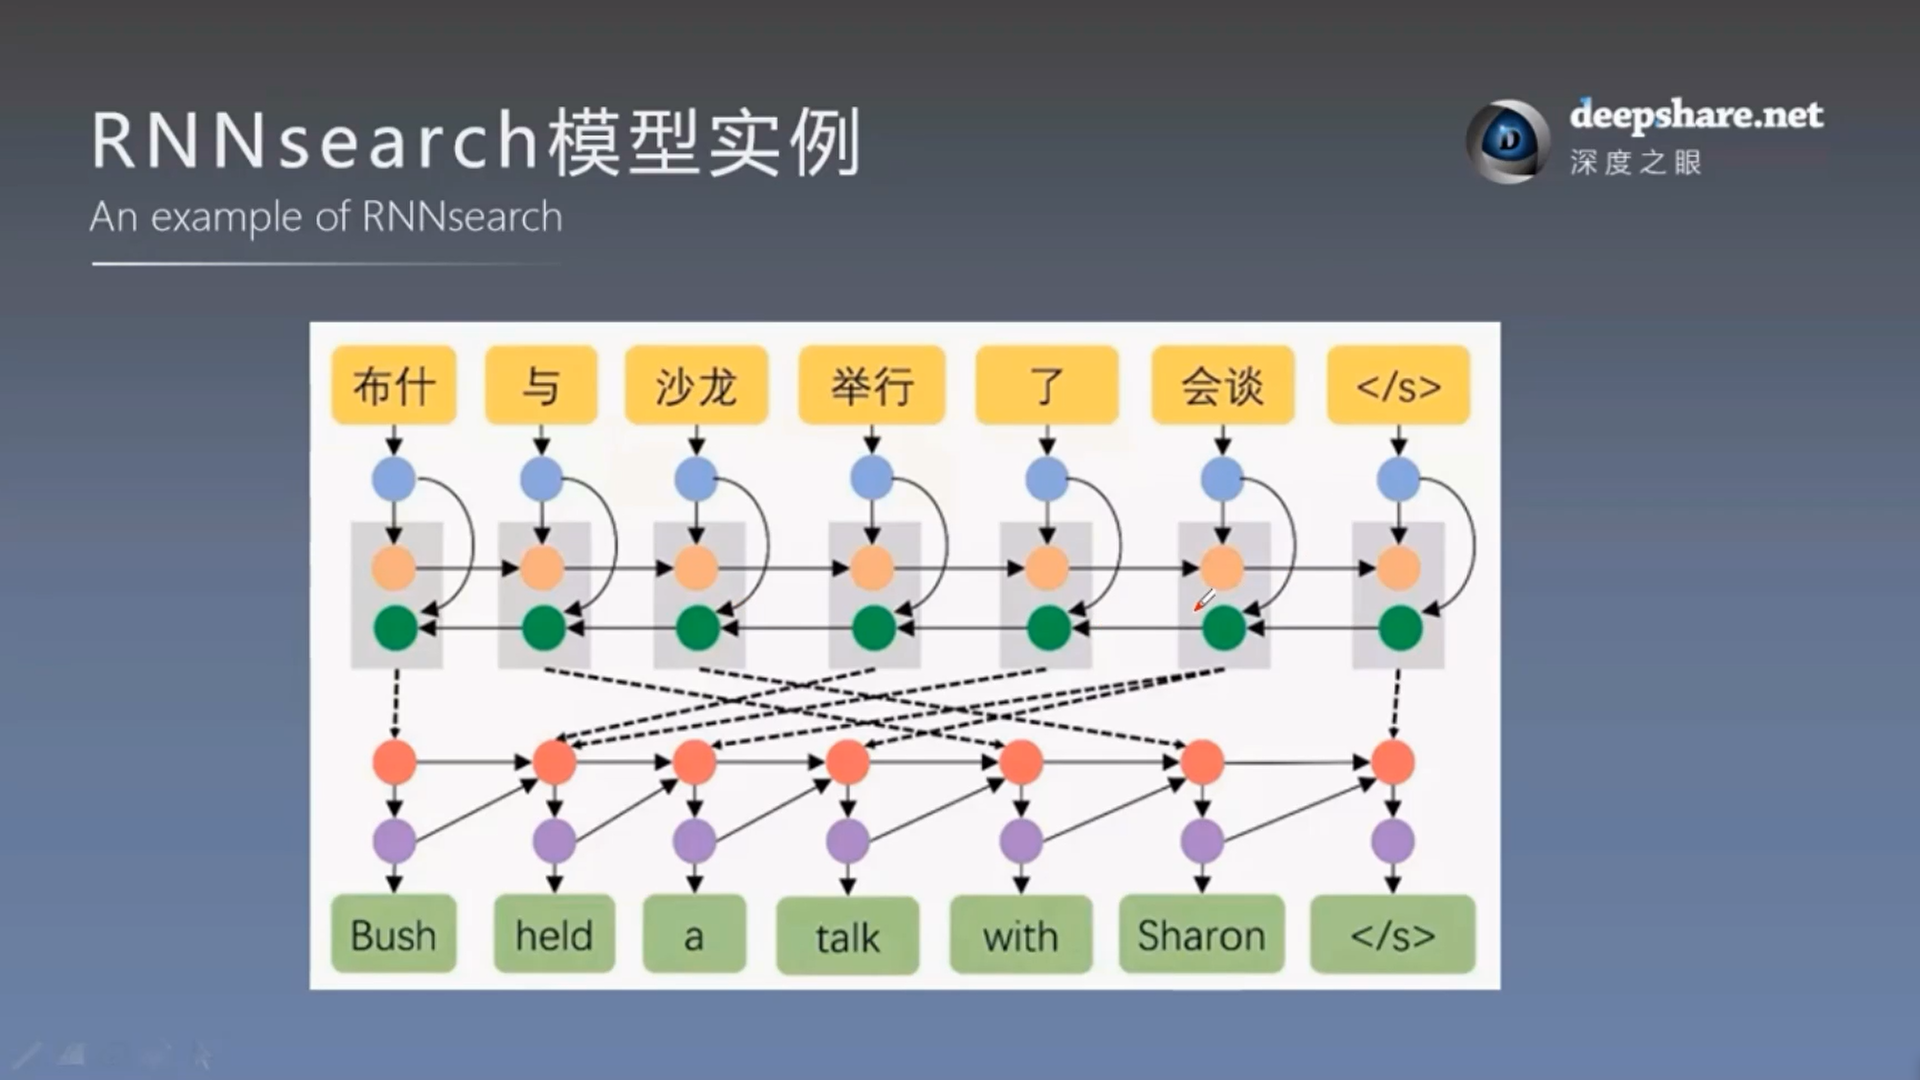 RNNsearch模型实例
An example of RNNsearch
deepshare.net
深度之眼
布什 与 沙龙 举行 了 会谈 </s>
Bush held a talk with Sharon </s>